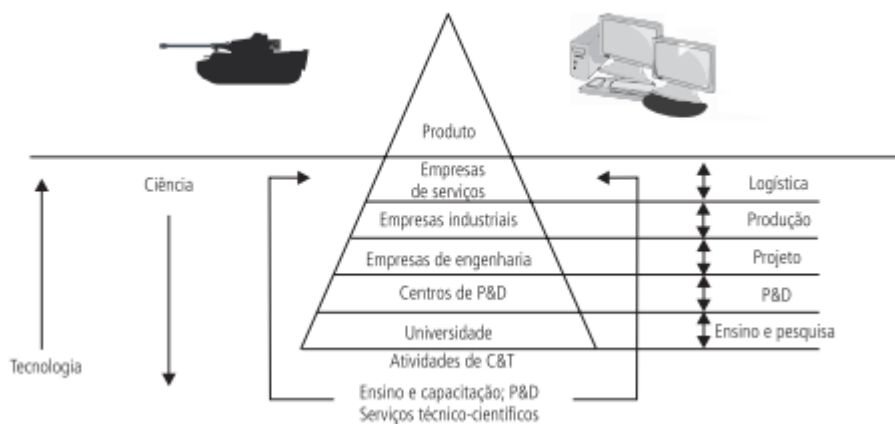 Produto
Ciência
Empresas
de serviços
Logística
Empresas industriais
Produção
Empresas de engenharia
Projeto
Centros de P&D
P&D
Universidade
Ensino e pesquisa
Tecnologia
Atividades de C&T
Ensino e capacitação; P&D
Serviços técnico-científicos